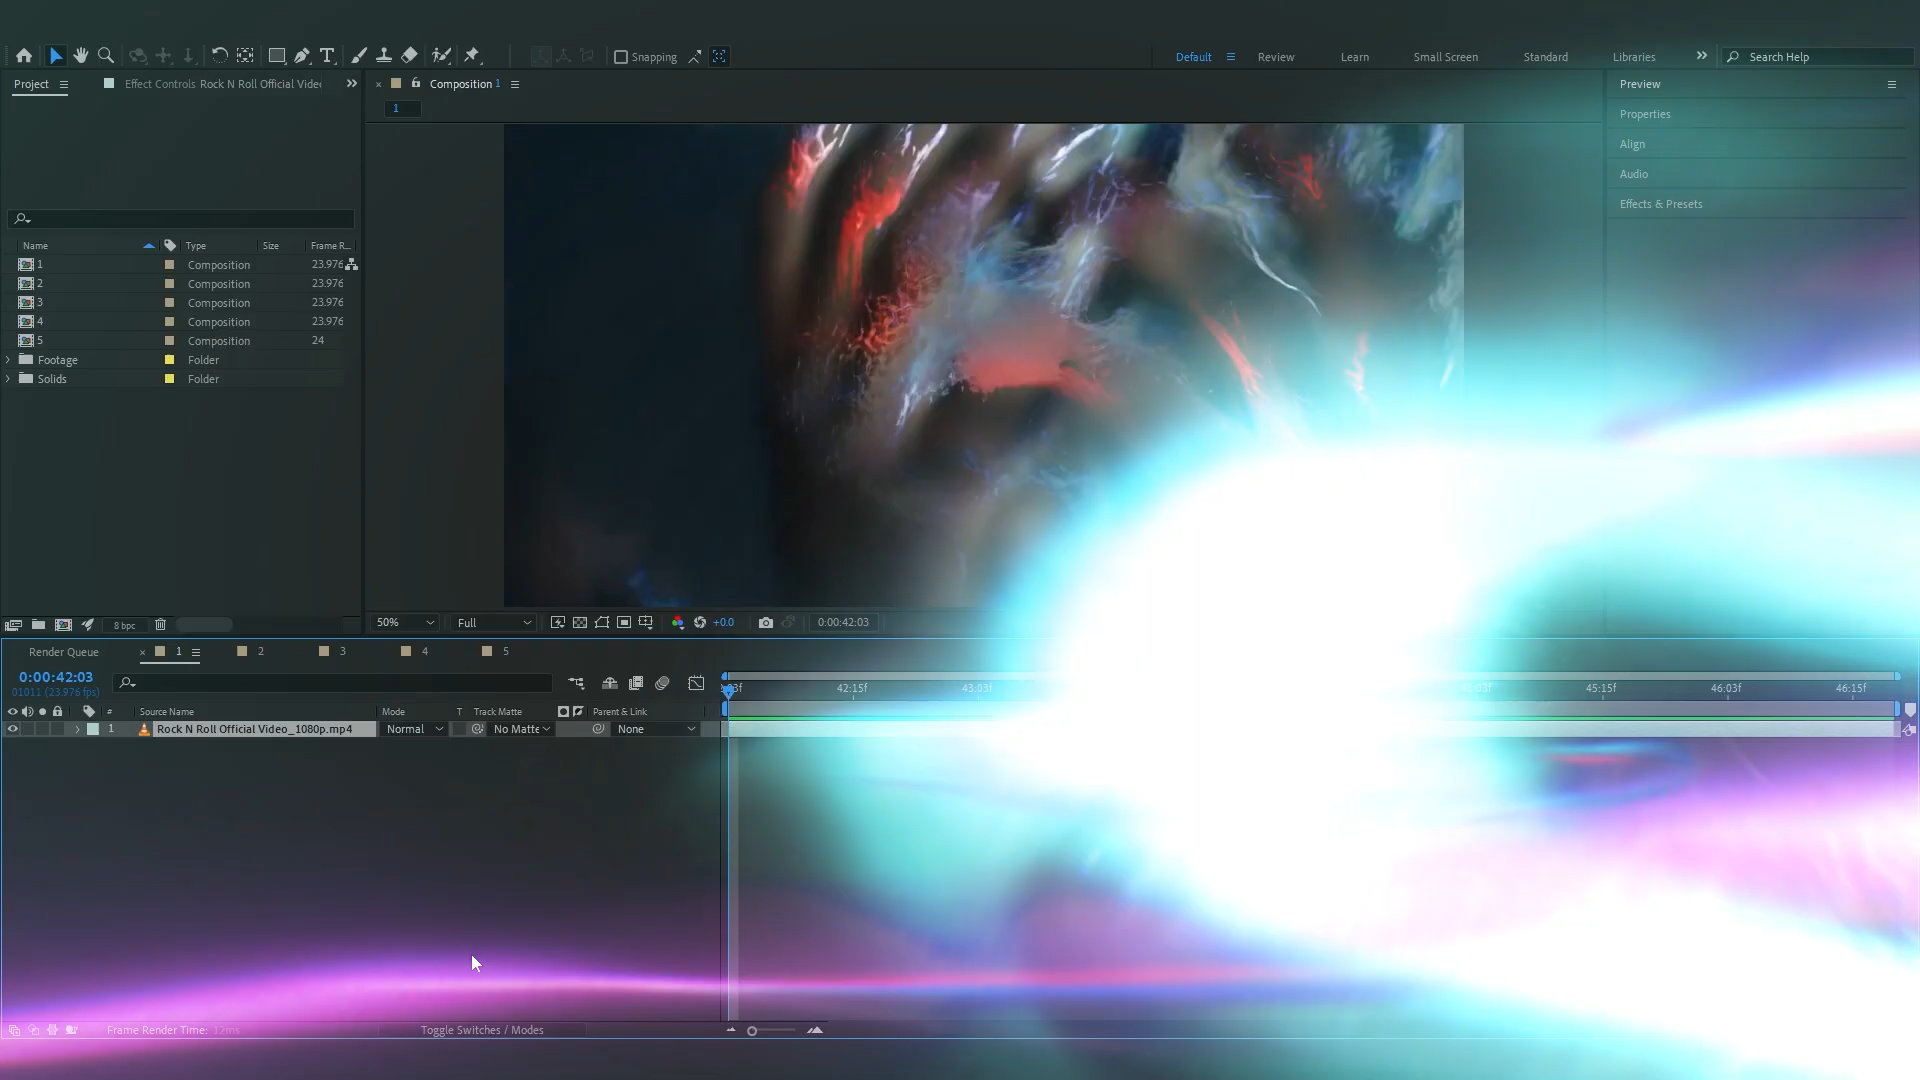 Snapping
Default
Review
Learn
Small Screen
Standard
Libraries
Search Help
Project
Effect Controls Rock N Roll Official Vide
Composition 1
1
Preview
Properties
Align
Audio
Effects & Presets
Name Type Size Frame R...
1 Composition 23.976
2 Composition 23.976
3 Composition 23.976
4 Composition 23.976
5 Composition 24
Footage Folder
Solids Folder
8 bpc
50% Full +0.0 0:00:42:03
Render Queue 1 2 3 4 5
0:00:42:03
01011 (23.976 fps)
42:15f 43:03f 45:15f 46:03f 46:15f
# Source Name Mode T Track Matte Parent & Link
1 Rock N Roll Official Video_1080p.mp4 Normal No Matte None
Frame Render Time: 12ms
Toggle Switches / Modes